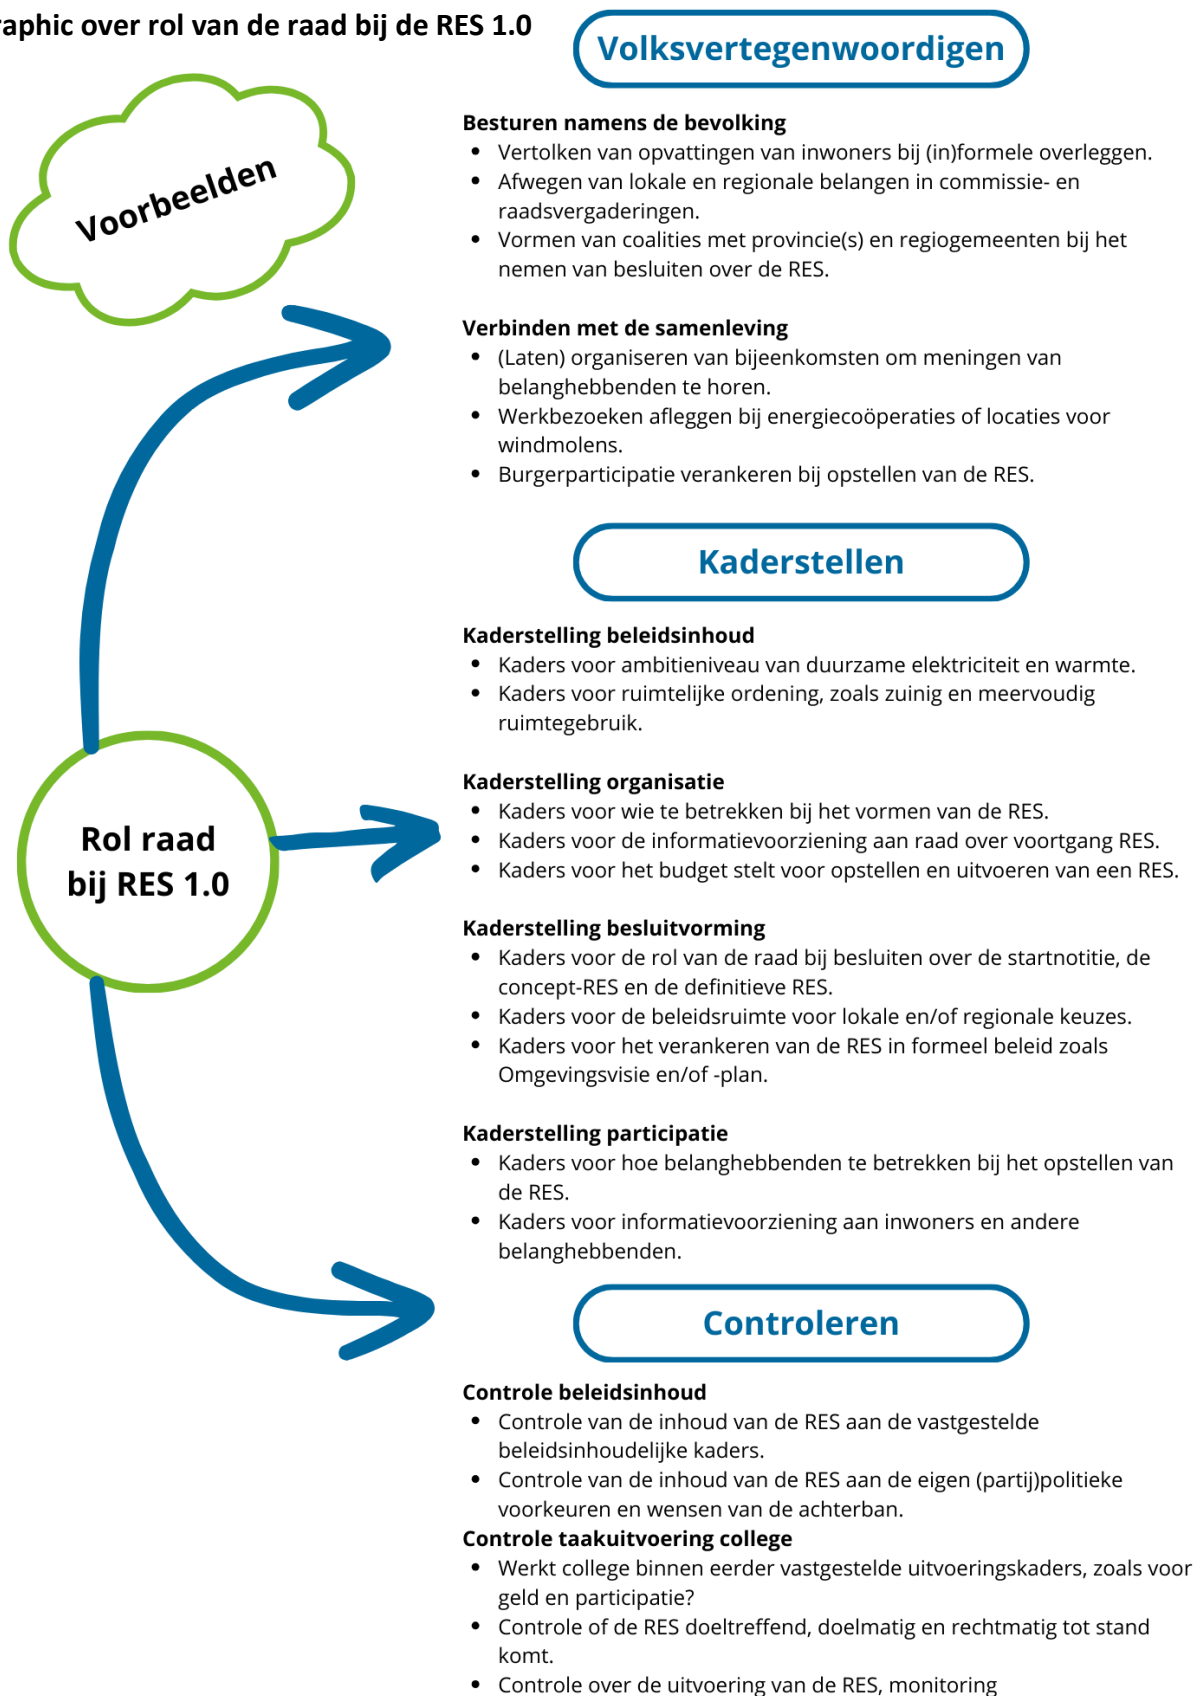 raphic over rol van de raad bij de RES 1.0
Volksvertegenwoordigen
Voorbeelden
Besturen namens de bevolking
• Vertolken van opvattingen van inwoners bij (in)formele overleggen.
• Afwegen van lokale en regionale belangen in commissie- en
raadsvergaderingen.
• Vormen van coalities met provincie(s) en regiogemeenten bij het
nemen van besluiten over de RES.
Verbinden met de samenleving
• (Laten) organiseren van bijeenkomsten om meningen van
belanghebbenden te horen.
• Werkbezoeken afleggen bij energiecoöperaties of locaties voor
windmolens.
• Burgerparticipatie verankeren bij opstellen van de RES.
Kaderstellen
Kaderstelling beleidsinhoud
• Kaders voor ambitieniveau van duurzame elektriciteit en warmte.
• Kaders voor ruimtelijke ordening, zoals zuinig en meervoudig
ruimtegebruik.
Rol raad
bij RES 1.0
Kaderstelling organisatie
• Kaders voor wie te betrekken bij het vormen van de RES.
• Kaders voor de informatievoorziening aan raad over voortgang RES.
• Kaders voor het budget stelt voor opstellen en uitvoeren van een RES.
Kaderstelling besluitvorming
• Kaders voor de rol van de raad bij besluiten over de startnotitie, de
concept-RES en de definitieve RES.
• Kaders voor de beleidsruimte voor lokale en/of regionale keuzes.
• Kaders voor het verankeren van de RES in formeel beleid zoals
Omgevingsvisie en/of -plan.
Kaderstelling participatie
• Kaders voor hoe belanghebbenden te betrekken bij het opstellen van
de RES.
• Kaders voor informatievoorziening aan inwoners en andere
belanghebbenden.
Controleren
Controle beleidsinhoud
• Controle van de inhoud van de RES aan de vastgestelde
beleidsinhoudelijke kaders.
• Controle van de inhoud van de RES aan de eigen (partij)politieke
voorkeuren en wensen van de achterban.
Controle taakuitvoering college
• Werkt college binnen eerder vastgestelde uitvoeringskaders, zoals voor
geld en participatie?
• Controle of de RES doeltreffend, doelmatig en rechtmatig tot stand
komt.
• Controle over de uitvoering van de RES, monitoring